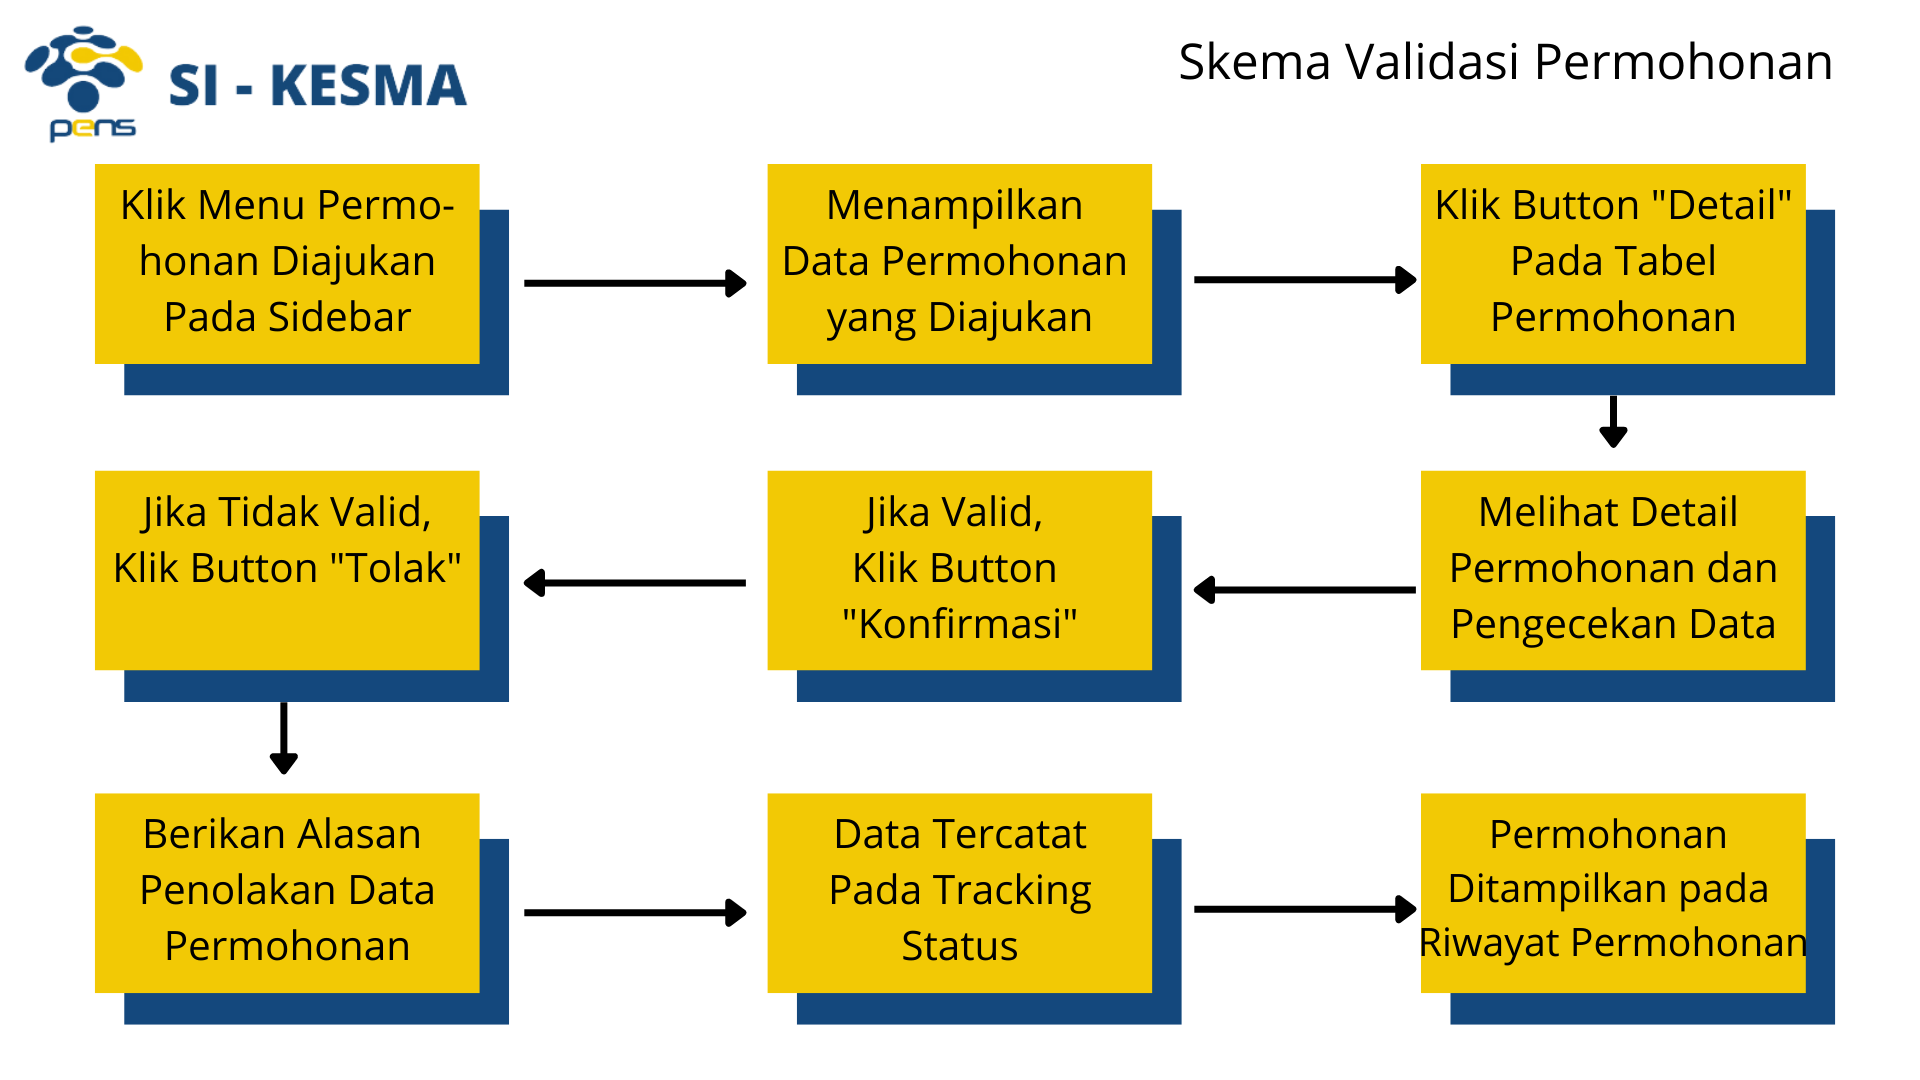 pens
SI - KESMA
Skema Validasi Permohonan
Klik Menu Permo-
honan Diajukan
Pada Sidebar
Menampilkan
Data Permohonan
yang Diajukan
Klik Button "Detail"
Pada Tabel
Permohonan
Melihat Detail
Permohonan dan
Pengecekan Data
Jika Valid,
Klik Button
"Konfirmasi"
Jika Tidak Valid,
Klik Button "Tolak"
Berikan Alasan
Penolakan Data
Permohonan
Data Tercatat
Pada Tracking
Status
Permohonan
Ditampilkan pada
Riwayat Permohonan